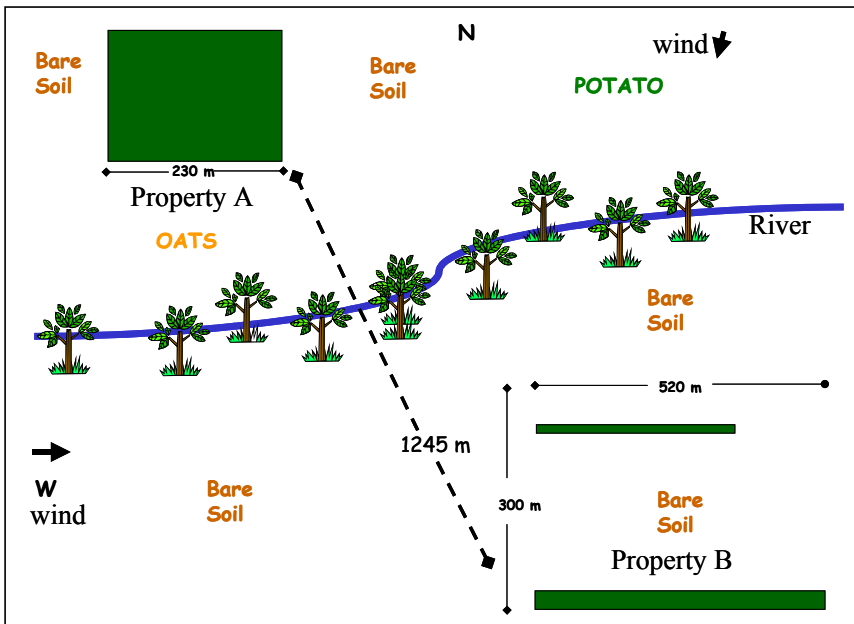 N
wind
Bare
Soil
Bare
Soil
POTATO
230 m
Property A
OATS
River
Bare
Soil
520 m
1245 m
W
wind
Bare
Soil
300 m
Bare
Soil
Property B